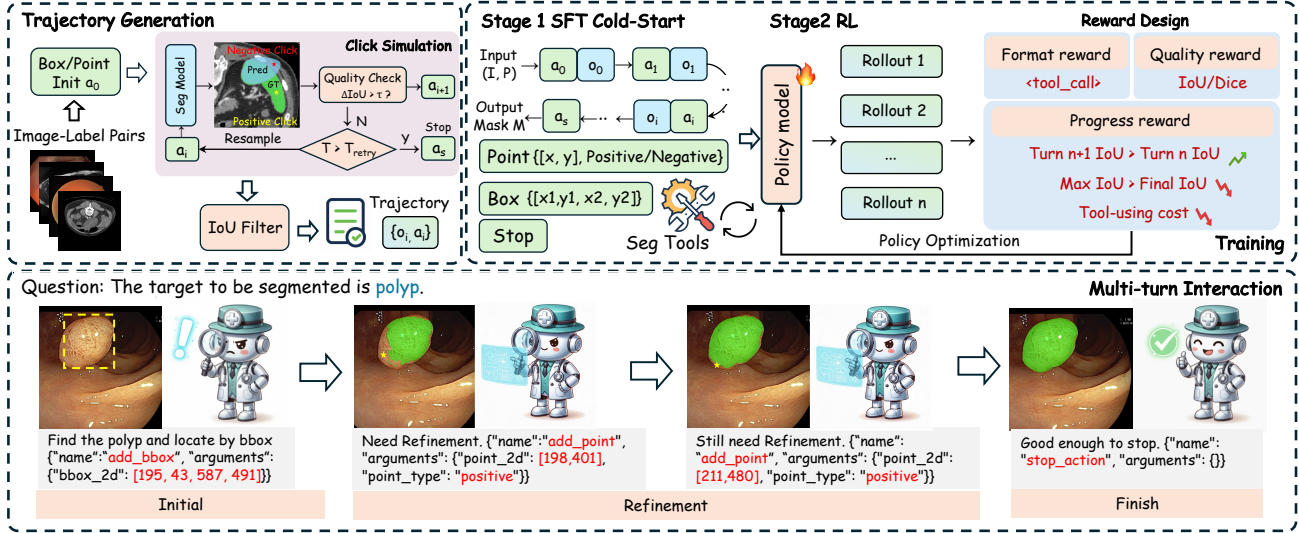 Trajectory Generation
Box/Point
Init a0
Image-Label Pairs
Seg Model
ai
Negative Click
Pred
GT
Positive Click
Click Simulation
Quality Check
ΔIoU > τ ?
ai+1
N
T > Tretry
Y
Stop
as
Resample
IoU Filter
Trajectory
{oi, ai}
Stage 1 SFT Cold-Start
Input
(I, P)
a0 o0
a1 o1
..
Output
Mask M
as
...
oi ai
..
Point {[x, y], Positive/Negative}
Box {[x1,y1, x2, y2]}
Stop
Seg Tools
Stage2 RL
Policy model
Rollout 1
Rollout 2
...
Rollout n
Policy Optimization
Reward Design
Format reward
<tool_call>
Quality reward
IoU/Dice
Progress reward
Turn n+1 IoU > Turn n IoU
Max IoU > Final IoU
Tool-using cost
Training
Question: The target to be segmented is polyp.
Multi-turn Interaction
Find the polyp and locate by bbox
{"name":"add_bbox", "arguments":
{"bbox_2d": [195, 43, 587, 491]}}
Initial
Need Refinement. {"name":"add_point",
"arguments": {"point_2d": [198,401],
"point_type": "positive"}}
Still need Refinement. {"name":
"add_point", "arguments": {"point_2d":
[211,480], "point_type": "positive"}}
Refinement
Good enough to stop. {"name":
"stop_action", "arguments": {}}
Finish